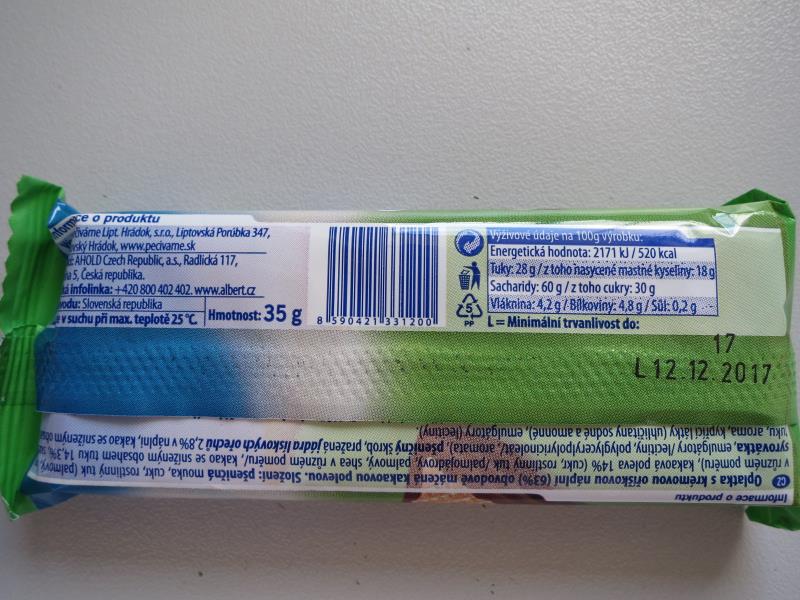 ce o produktu
Pečivárne Lipt. Hrádok, s.r.o., Liptovská Porúbka 347,
ský Hrádok, www.pecivarne.sk
AHOLD Czech Republic, a.s., Radlická 117,
a 5, Česká republika.
infolinka: +420 800 402 402. www.albert.cz
vodu: Slovenská republika
e v suchu při max. teplotě 25 °C.
Hmotnost: 35 g
8 590421 331200
Výživové údaje na 100g výrobku:
Energetická hodnota: 2171 kJ / 520 kcal
Tuky: 28 g / z toho nasycené mastné kyseliny: 18 g
Sacharidy: 60 g / z toho cukry: 30 g
Vláknina: 4,2 g / Bílkoviny: 4,8 g / Sůl: 0,2 g
5
PP
L = Minimální trvanlivost do:
17
L 12.12.2017
Informace o produktu
CZ Oplatka s krémovou oříškovou náplní (63%) obvodově máčená kakaovou polevou. Složení: pšeničná mouka, cukr, rostlinný tuk (palmový
v různém poměru), kakaová poleva 14% (cukr, rostlinný tuk (palmojádrový, palmový, shea v různém poměru), kakao se sníženým obsahem tuku 14,3%,
syrovátka, emulgátory (lecitiny, polyglycerolpolyricinoleát), aromata), pšeničný škrob, pražená jádra lískových ořechů 2,8% v náplni, kakao se sníženým
tuku, aroma, kypřicí látky (uhličitany sodné a amonné), emulgátory (lecitiny).